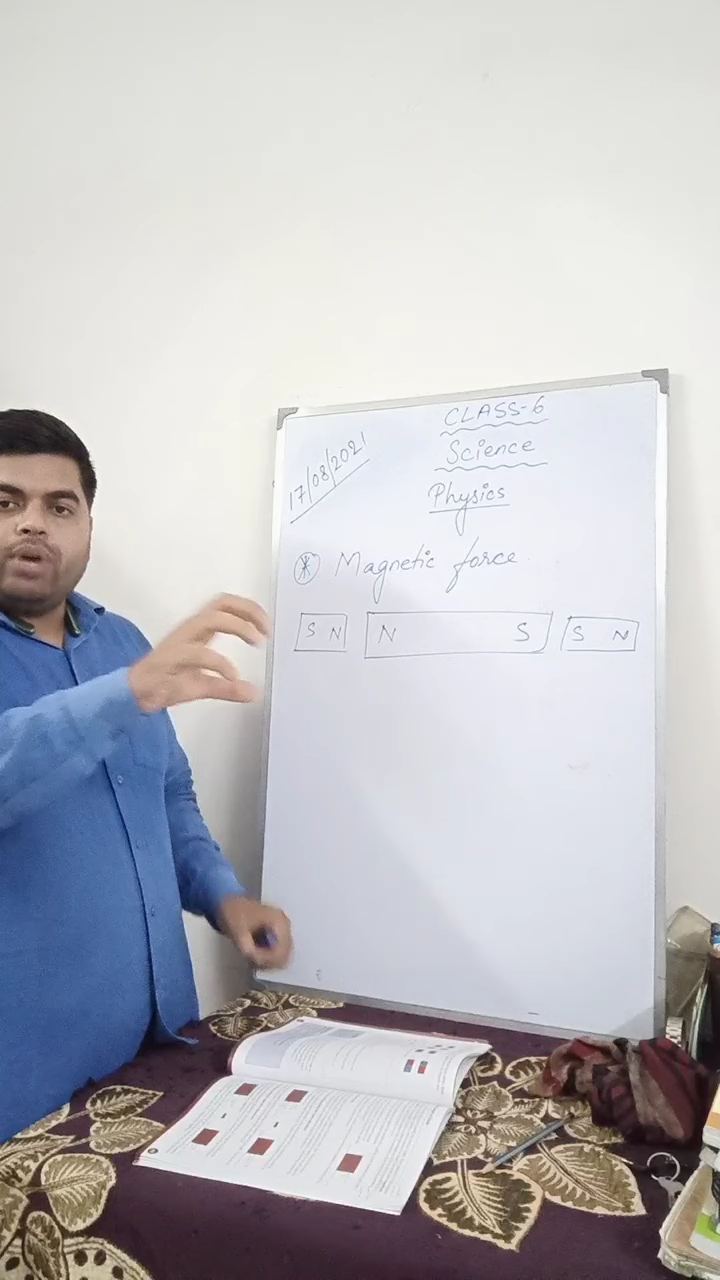 CLASS-6
Science
17/08/2021
Physics
Magnetic force
S N N S S N